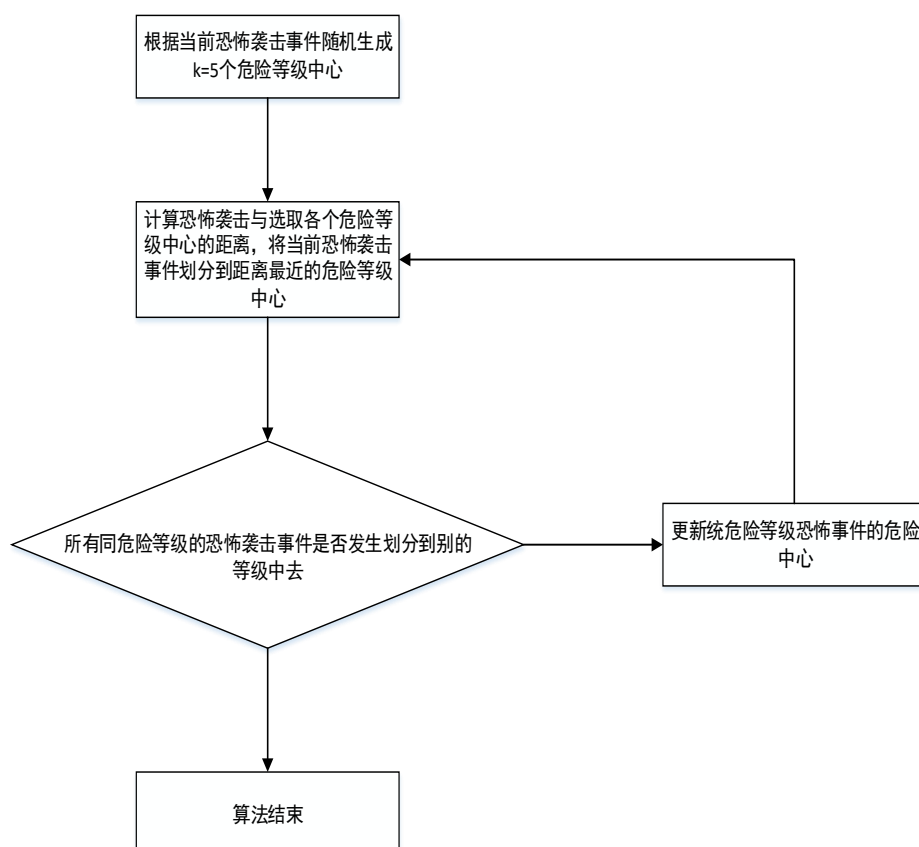 根据当前恐怖袭击事件随机生成
k=5个危险等级中心
计算恐怖袭击与选取各个危险等
级中心的距离，将当前恐怖袭击
事件划分到距离最近的危险等级
中心
所有同危险等级的恐怖袭击事件是否发生划分到别的
等级中去
更新统危险等级恐怖事件的危险
中心
算法结束